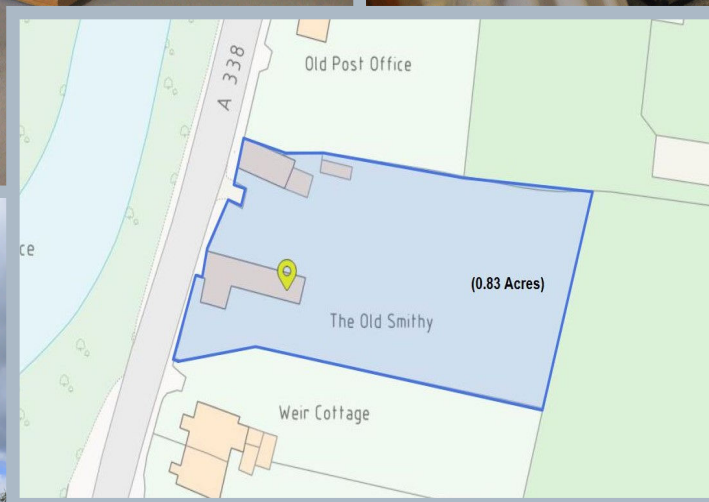 A 338
Old Post Office
ce
(0.83 Acres)
The Old Smithy
Weir Cottage